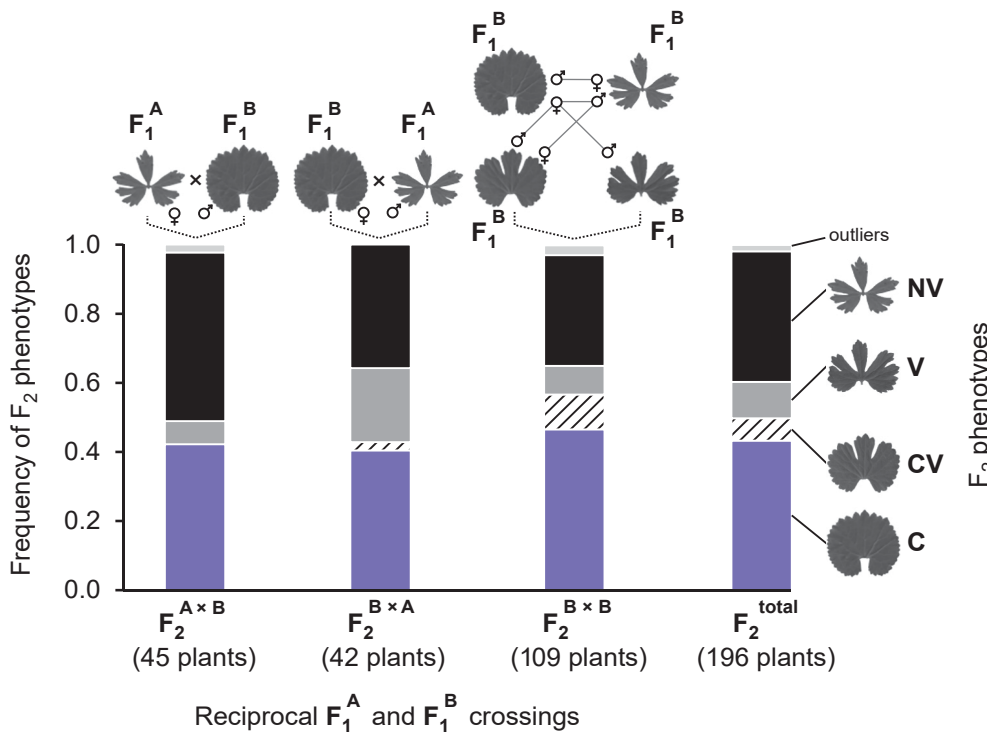 F₁ᴮ F₁ᴮ
F₁ᴬ F₁ᴮ F₁ᴮ F₁ᴬ
♂ ♀
♀ ♂
♂ ♀ ♂
× ×
♀ ♂ ♀ ♂
F₁ᴮ F₁ᴮ
Frequency of F₂ phenotypes
1.0
0.8
0.6
0.4
0.2
0.0
outliers
NV
V
CV
C
F₂ phenotypes
F₂ᴬ ˣ ᴮ F₂ᴮ ˣ ᴬ F₂ᴮ ˣ ᴮ F₂ᵗᵒᵗᵃˡ
(45 plants) (42 plants) (109 plants) (196 plants)
Reciprocal F₁ᴬ and F₁ᴮ crossings